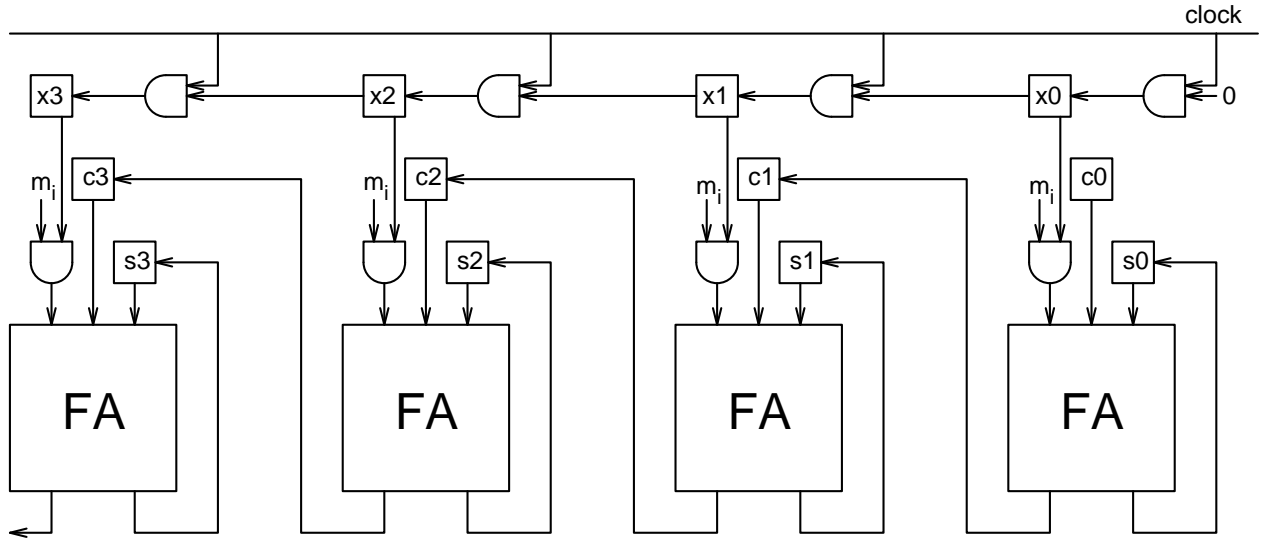 clock
x3 x2 x1 x0 0
m_i c3 m_i c2 m_i c1 m_i c0
s3 s2 s1 s0
FA FA FA FA